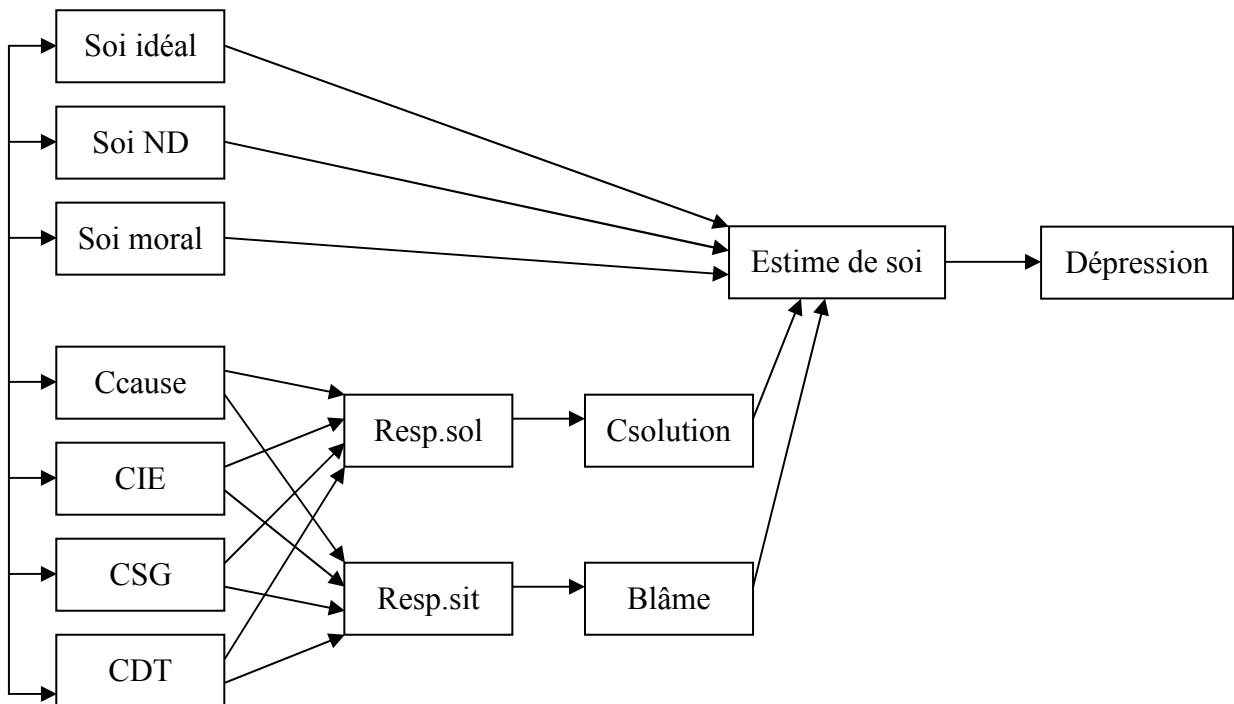 Soi idéal
Soi ND
Soi moral
Estime de soi
Dépression
Ccause
Resp.sol
Csolution
CIE
CSG
Resp.sit
Blâme
CDT